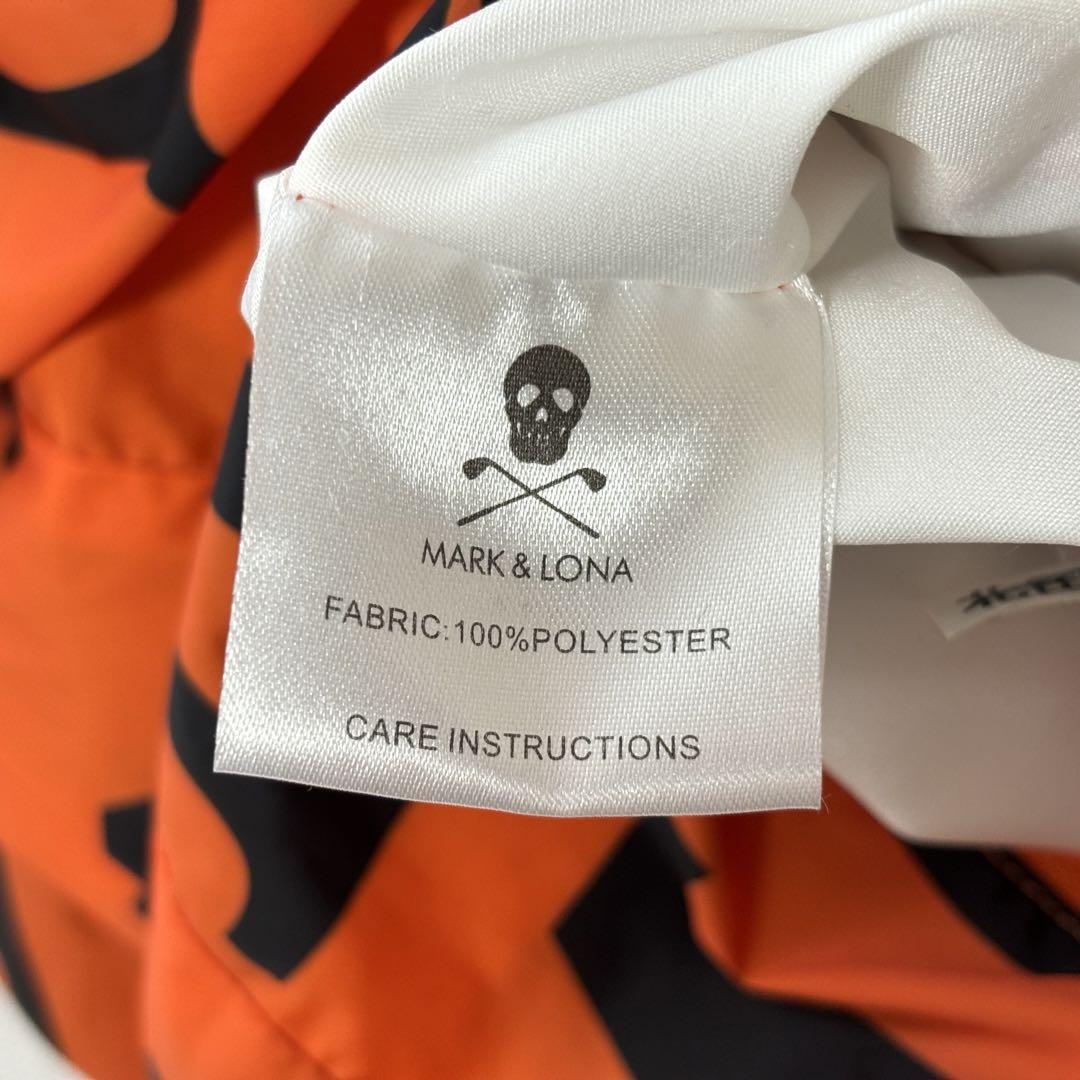 MARK & LONA
FABRIC:100%POLYESTER
CARE INSTRUCTIONS